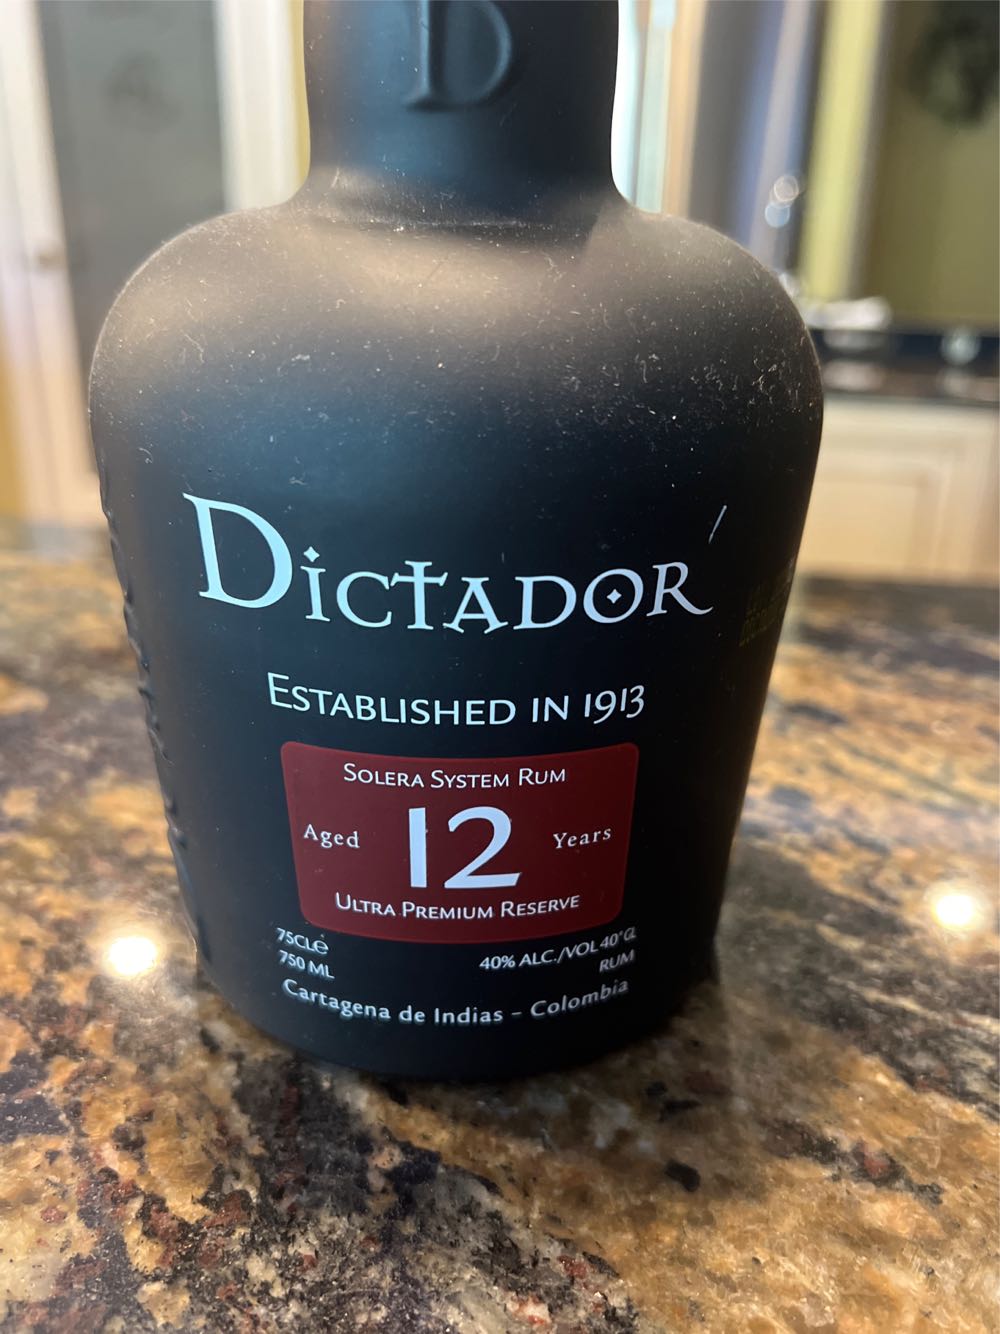 D
DICTADOR
ESTABLISHED IN 1913
SOLERA SYSTEM RUM
Aged 12 Years
ULTRA PREMIUM RESERVE
75CLe
750 ML
40% ALC./VOL 40°GL
RUM
Cartagena de Indias – Colombia